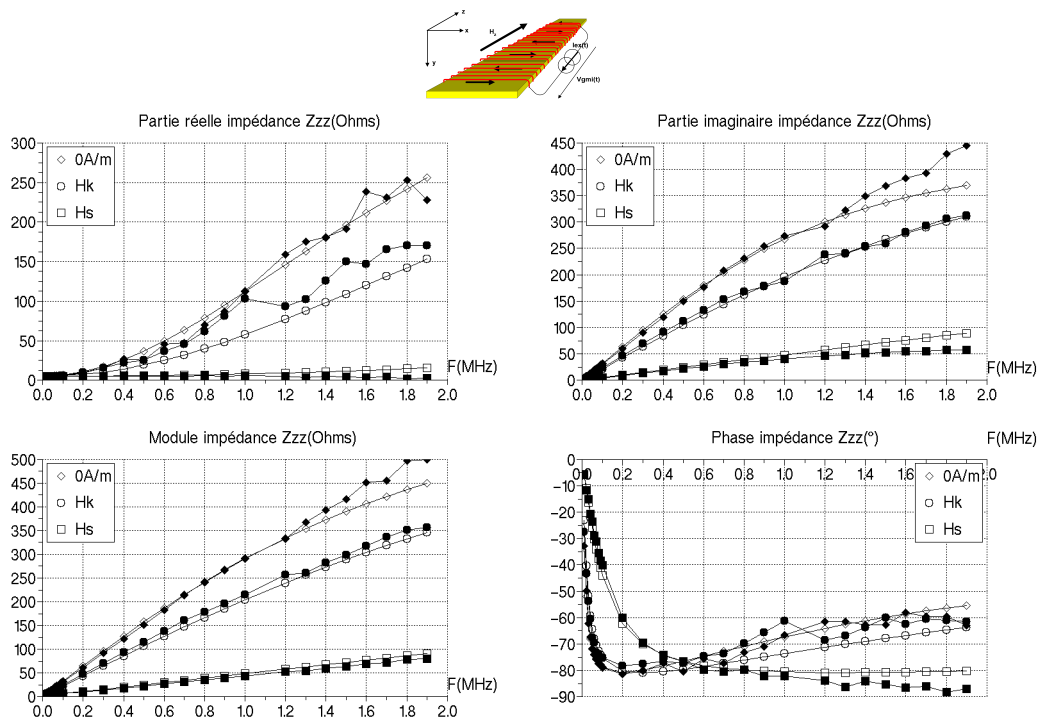 z
x
y
Hz
Iex(t)
Vgmi(t)
Partie réelle impédance Zzz(Ohms)
300
250
200
150
100
50
0
0A/m
Hk
Hs
F(MHz)
0.0 0.2 0.4 0.6 0.8 1.0 1.2 1.4 1.6 1.8 2.0
Partie imaginaire impédance Zzz(Ohms)
450
400
350
300
250
200
150
100
50
0
0A/m
Hk
Hs
F(MHz)
0.0 0.2 0.4 0.6 0.8 1.0 1.2 1.4 1.6 1.8 2.0
Module impédance Zzz(Ohms)
500
450
400
350
300
250
200
150
100
50
0
0A/m
Hk
Hs
F(MHz)
0.0 0.2 0.4 0.6 0.8 1.0 1.2 1.4 1.6 1.8 2.0
Phase impédance Zzz(°)
F(MHz)
0
−10
−20
−30
−40
−50
−60
−70
−80
−90
0.0 0.2 0.4 0.6 0.8 1.0 1.2 1.4 1.6 2.0
0A/m
Hk
Hs